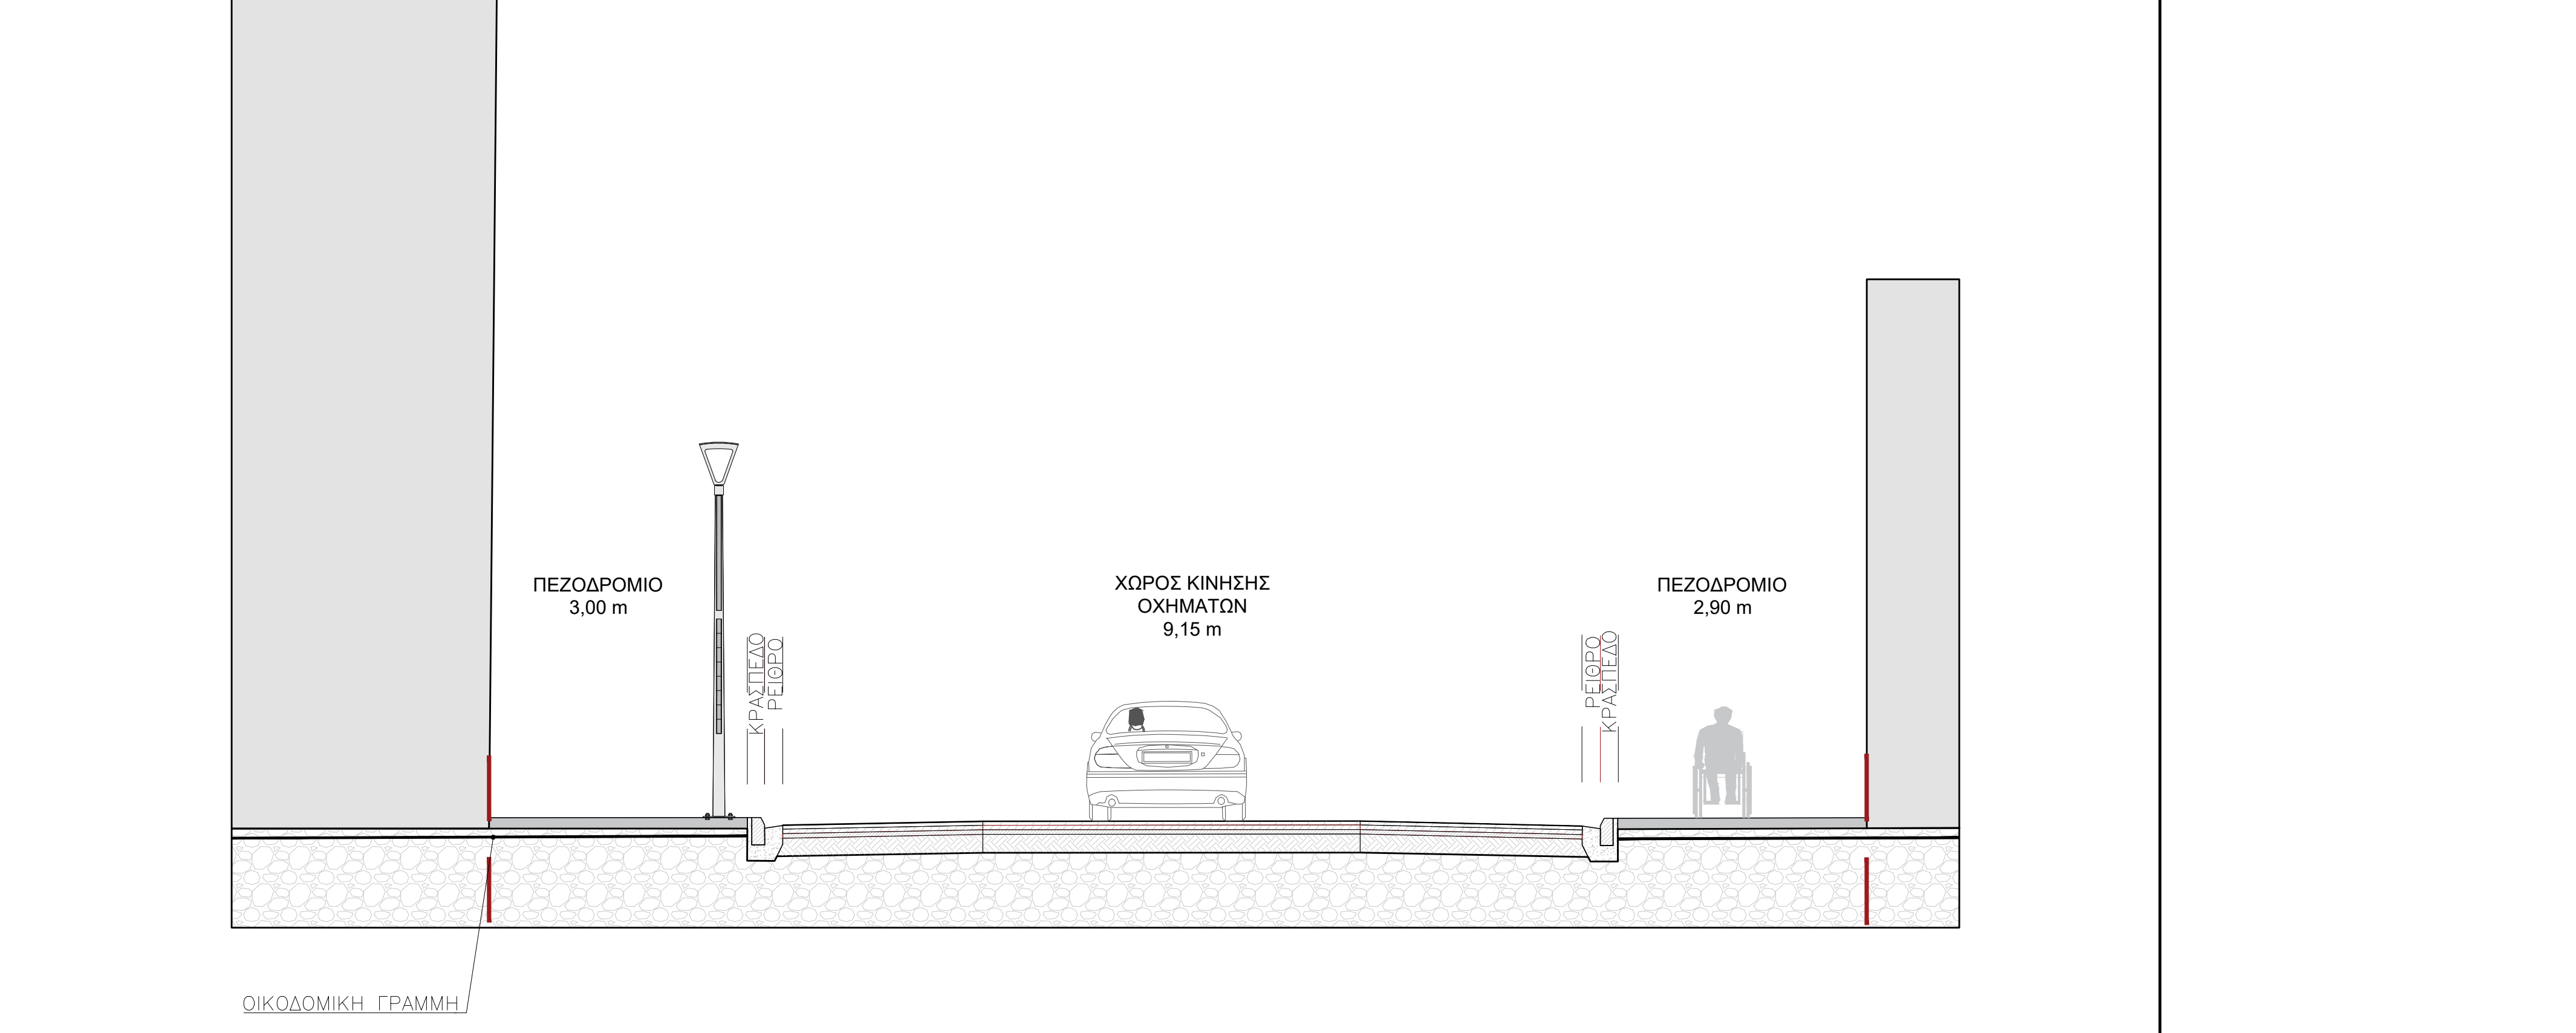 ΠΕΖΟΔΡΟΜΙΟ
3,00 m
ΚΡΑΣΠΕΔΟ
ΡΕΙΘΡΟ
ΧΩΡΟΣ ΚΙΝΗΣΗΣ
ΟΧΗΜΑΤΩΝ
9,15 m
ΡΕΙΘΡΟ
ΚΡΑΣΠΕΔΟ
ΠΕΖΟΔΡΟΜΙΟ
2,90 m
ΟΙΚΟΔΟΜΙΚΗ ΓΡΑΜΜΗ